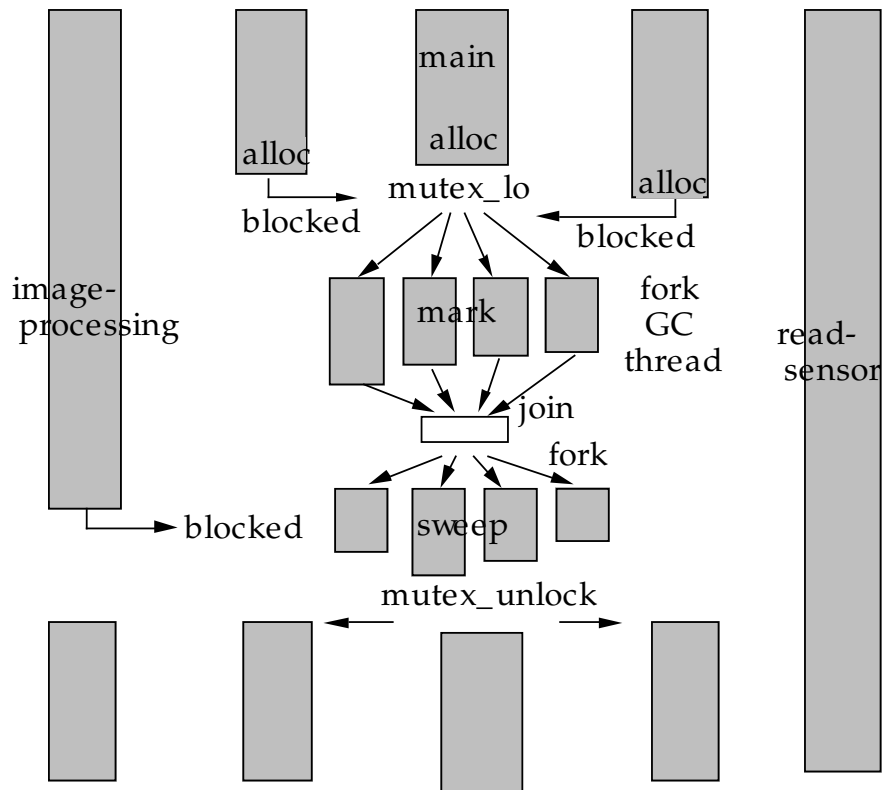 main
alloc
alloc
alloc
mutex_lo
blocked
blocked
image-
processing
mark
fork
GC
thread
read-
sensor
join
fork
blocked
sweep
mutex_unlock